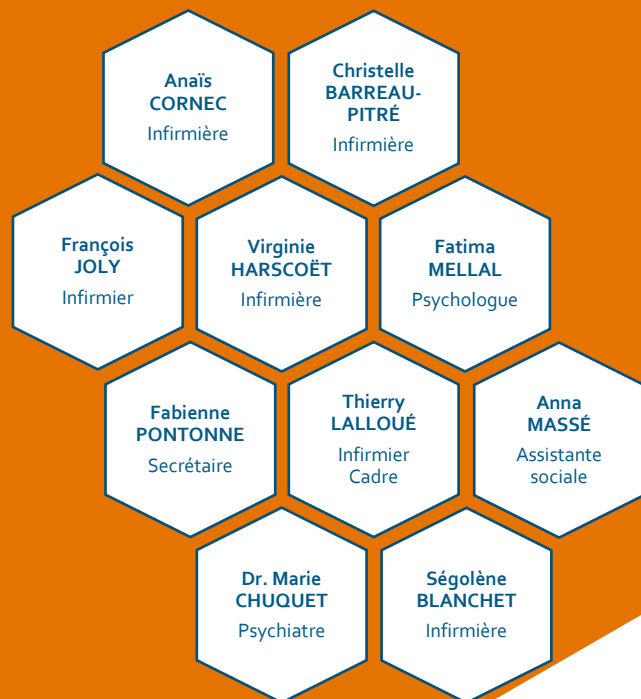 Anaïs
CORNEC
Infirmière
Christelle
BARREAU-
PITRÉ
Infirmière
François
JOLY
Infirmier
Virginie
HARSCOËT
Infirmière
Fatima
MELLAL
Psychologue
Fabienne
PONTONNE
Secrétaire
Thierry
LALLOUÉ
Infirmier
Cadre
Anna
MASSÉ
Assistante
sociale
Dr. Marie
CHUQUET
Psychiatre
Ségolène
BLANCHET
Infirmière